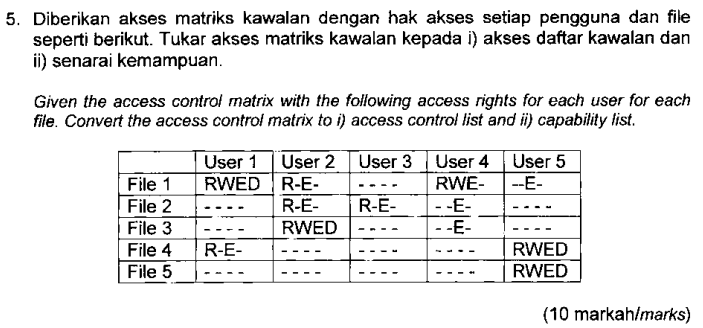 5. Diberikan akses matriks kawalan dengan hak akses setiap pengguna dan file
seperti berikut. Tukar akses matriks kawalan kepada i) akses daftar kawalan dan
ii) senarai kemampuan.
Given the access control matrix with the following access rights for each user for each
file. Convert the access control matrix to i) access control list and ii) capability list.
User 1 User 2 User 3 User 4 User 5
File 1 RWED R-E- - - - - RWE- --E-
File 2 - - - - R-E- R-E- - -E- - - - -
File 3 - - - - RWED - - - - - -E- - - - -
File 4 R-E- - - - - - - - - - - - - RWED
File 5 - - - - - - - - - - - - - - - - RWED
(10 markah/marks)